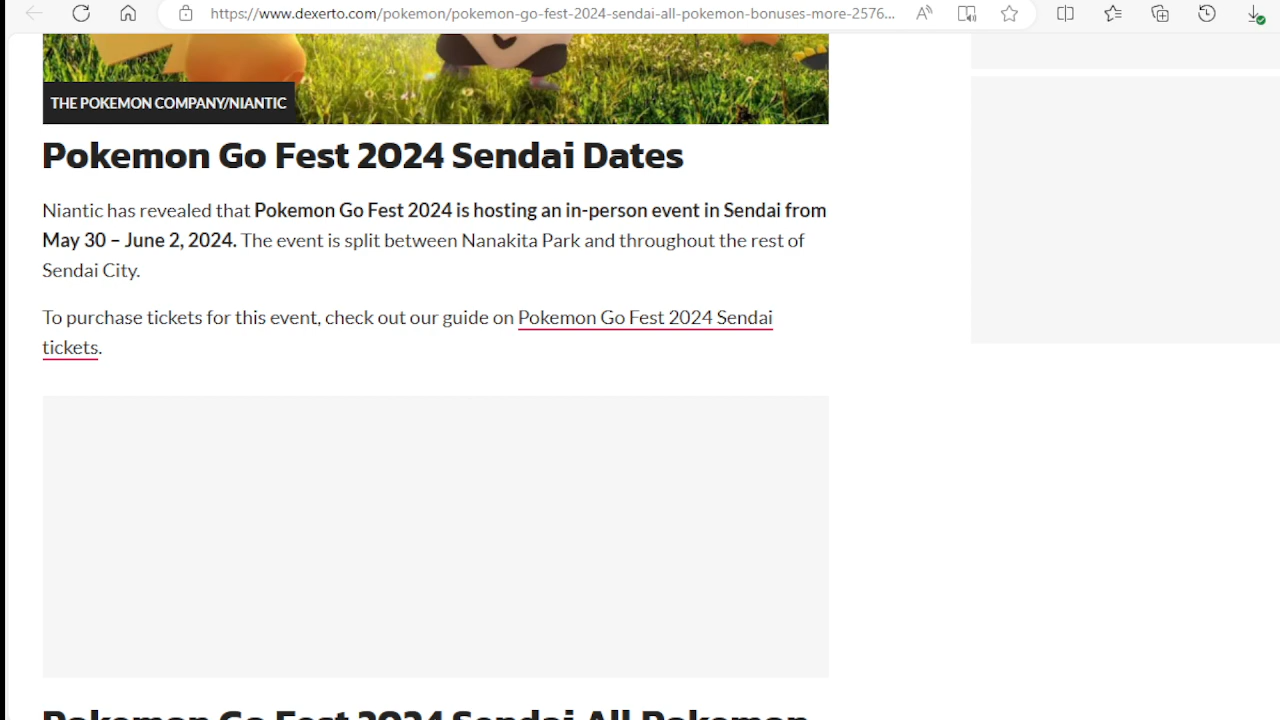 https://www.dexerto.com/pokemon/pokemon-go-fest-2024-sendai-all-pokemon-bonuses-more-2576...
THE POKEMON COMPANY/NIANTIC
Pokemon Go Fest 2024 Sendai Dates
Niantic has revealed that Pokemon Go Fest 2024 is hosting an in-person event in Sendai from
May 30 – June 2, 2024. The event is split between Nanakita Park and throughout the rest of
Sendai City.
To purchase tickets for this event, check out our guide on Pokemon Go Fest 2024 Sendai
tickets.
Pokemon Go Fest 2024 Sendai All Pokemon